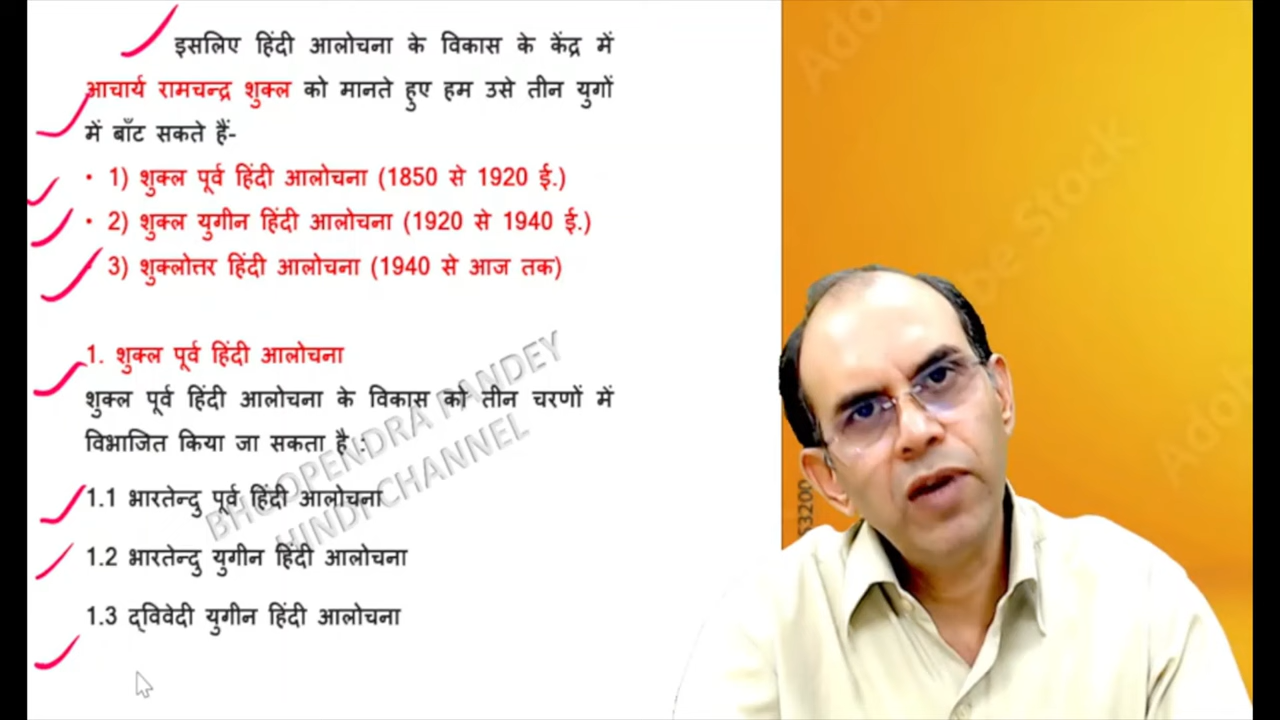 इसलिए हिंदी आलोचना के विकास के केंद्र में
आचार्य रामचन्द्र शुक्ल को मानते हुए हम उसे तीन युगों
में बाँट सकते हैं-
• 1) शुक्ल पूर्व हिंदी आलोचना (1850 से 1920 ई.)
• 2) शुक्ल युगीन हिंदी आलोचना (1920 से 1940 ई.)
• 3) शुक्लोत्तर हिंदी आलोचना (1940 से आज तक)
1. शुक्ल पूर्व हिंदी आलोचना
शुक्ल पूर्व हिंदी आलोचना के विकास को तीन चरणों में
विभाजित किया जा सकता है :
1.1 भारतेन्दु पूर्व हिंदी आलोचना
1.2 भारतेन्दु युगीन हिंदी आलोचना
1.3 द्विवेदी युगीन हिंदी आलोचना
BHOOPENDRA PANDEY
HINDI CHANNEL
Adobe Stock